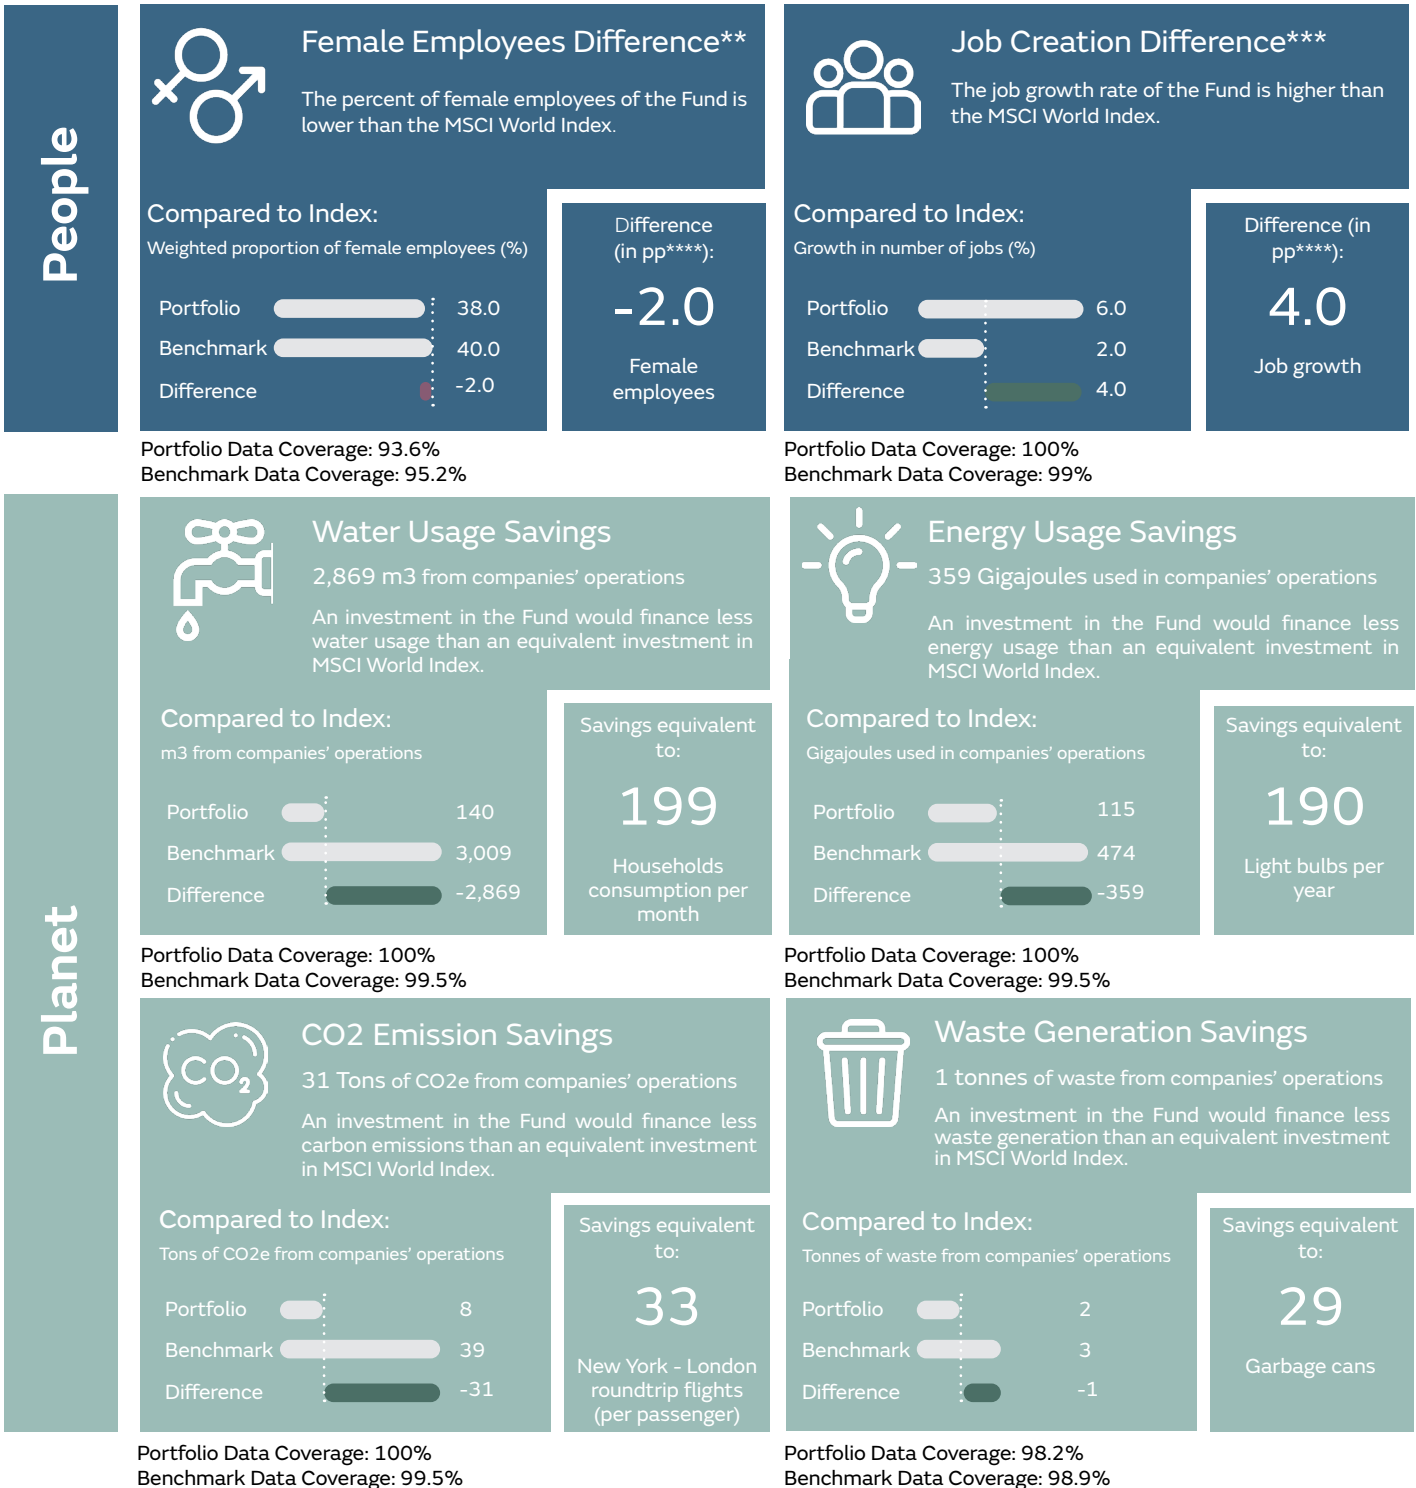 People
Female Employees Difference**
The percent of female employees of the Fund is
lower than the MSCI World Index.
Compared to Index:
Weighted proportion of female employees (%)
Portfolio 38.0
Benchmark 40.0
Difference -2.0
Difference
(in pp****):
-2.0
Female
employees
Portfolio Data Coverage: 93.6%
Benchmark Data Coverage: 95.2%
Job Creation Difference***
The job growth rate of the Fund is higher than
the MSCI World Index.
Compared to Index:
Growth in number of jobs (%)
Portfolio 6.0
Benchmark 2.0
Difference 4.0
Difference (in
pp****):
4.0
Job growth
Portfolio Data Coverage: 100%
Benchmark Data Coverage: 99%
Planet
Water Usage Savings
2,869 m3 from companies' operations
An investment in the Fund would finance less
water usage than an equivalent investment in
MSCI World Index.
Compared to Index:
m3 from companies' operations
Portfolio 140
Benchmark 3,009
Difference -2,869
Savings equivalent
to:
199
Households
consumption per
month
Portfolio Data Coverage: 100%
Benchmark Data Coverage: 99.5%
Energy Usage Savings
359 Gigajoules used in companies' operations
An investment in the Fund would finance less
energy usage than an equivalent investment in
MSCI World Index.
Compared to Index:
Gigajoules used in companies' operations
Portfolio 115
Benchmark 474
Difference -359
Savings equivalent
to:
190
Light bulbs per
year
Portfolio Data Coverage: 100%
Benchmark Data Coverage: 99.5%
CO2
CO2 Emission Savings
31 Tons of CO2e from companies' operations
An investment in the Fund would finance less
carbon emissions than an equivalent investment
in MSCI World Index.
Compared to Index:
Tons of CO2e from companies' operations
Portfolio 8
Benchmark 39
Difference -31
Savings equivalent
to:
33
New York - London
roundtrip flights
(per passenger)
Portfolio Data Coverage: 100%
Benchmark Data Coverage: 99.5%
Waste Generation Savings
1 tonnes of waste from companies' operations
An investment in the Fund would finance less
waste generation than an equivalent investment
in MSCI World Index.
Compared to Index:
Tonnes of waste from companies' operations
Portfolio 2
Benchmark 3
Difference -1
Savings equivalent
to:
29
Garbage cans
Portfolio Data Coverage: 98.2%
Benchmark Data Coverage: 98.9%